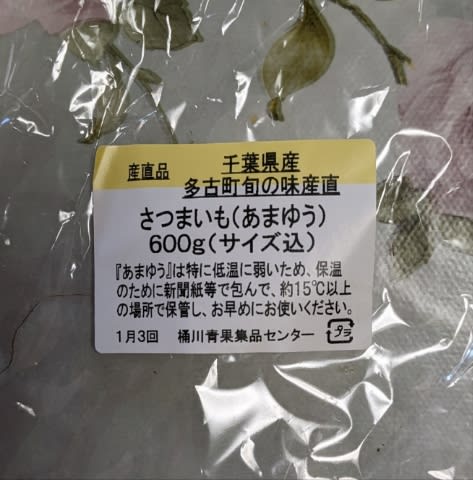 産直品 千葉県産
多古町旬の味産直
さつまいも(あまゆう)
600g(サイズ込)
『あまゆう』は特に低温に弱いため、保温
のために新聞紙等で包んで、約15℃以上
の場所で保管し、お早めにお使いください。
1月3回 桶川青果集品センター プラ